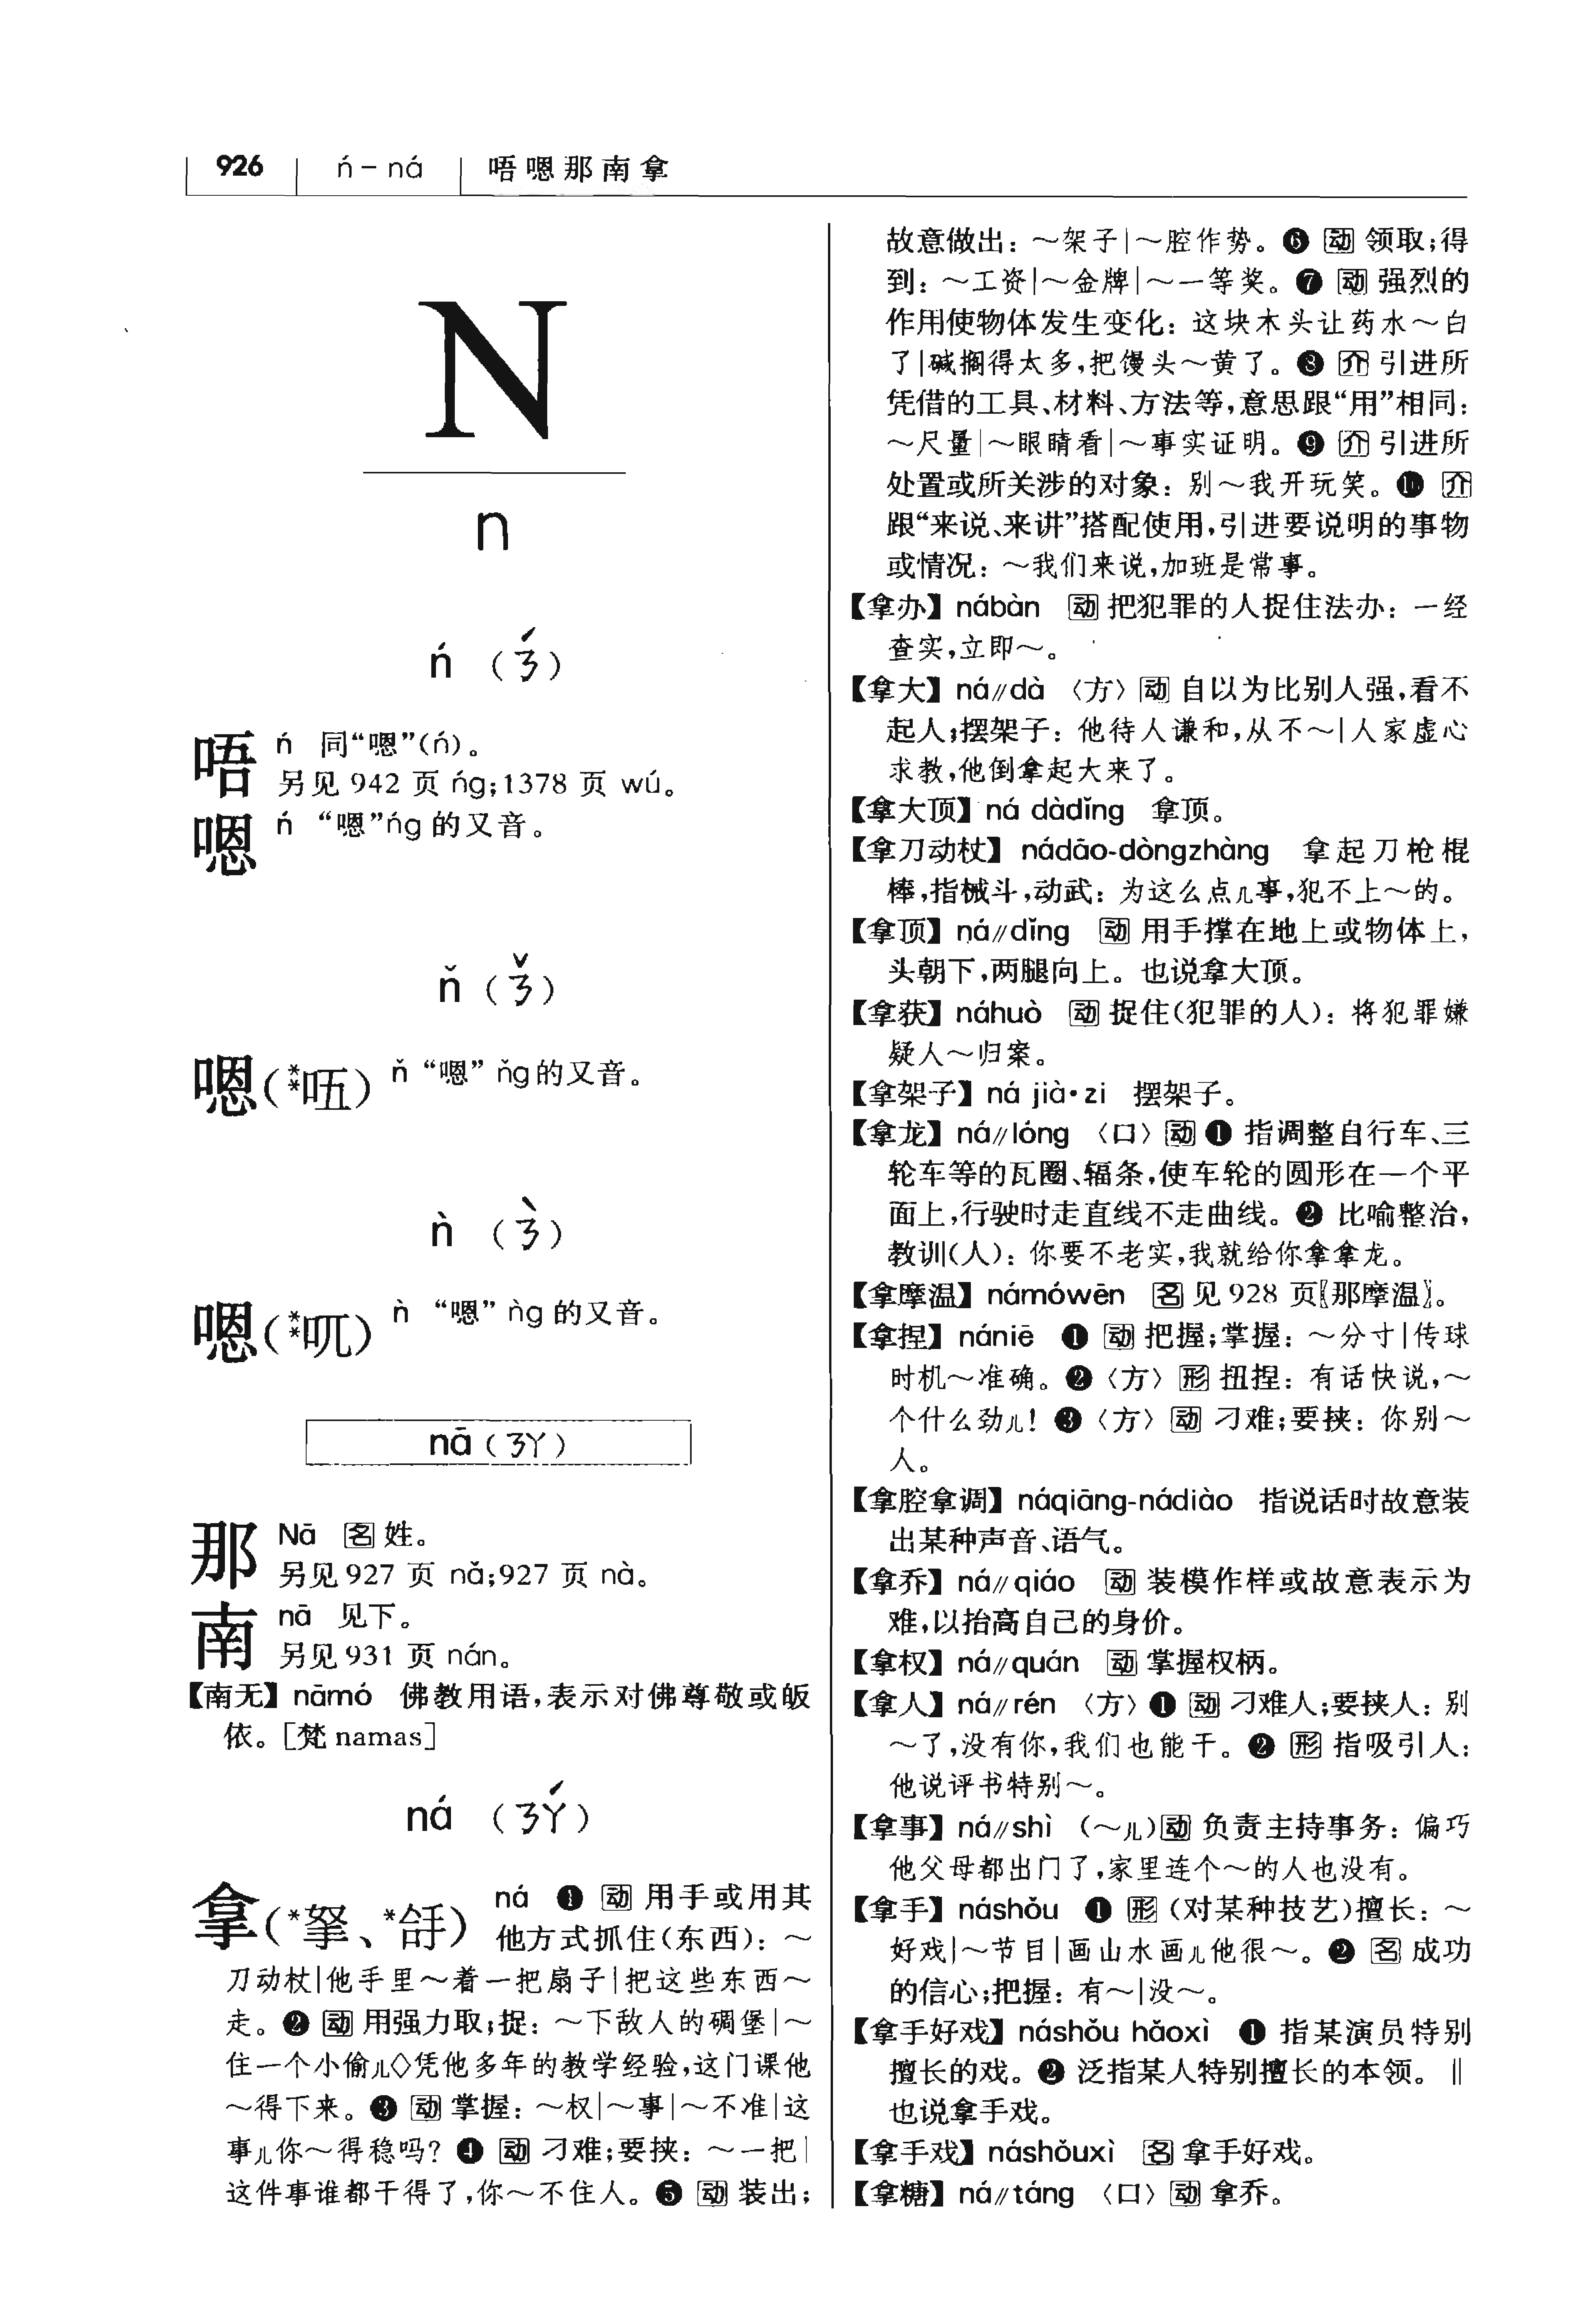 926 ń－ná 唔嗯那南拿
N
n
ń （ㄋˊ）
唔 ń 同“嗯”（ń）。
另见 942 页 ńg；1378 页 wú。
嗯 ń “嗯”ńg 的又音。
ň （ㄋˇ）
嗯（**㕶） ň “嗯” ňg 的又音。
ǹ （ㄋˋ）
嗯（**叽） ǹ “嗯” ǹg 的又音。
nā（ㄋㄚ）
那 Nā 名 姓。
另见 927 页 nǎ；927 页 nà。
南 nā 见下。
另见 931 页 nán。
【南无】 nāmó 佛教用语，表示对佛尊敬或皈
依。［梵 namas］
ná （ㄋㄚˊ）
拿（*拏、*㧱） ná ❶ 动 用手或用其
他方式抓住（东西）：～
刀动杖｜他手里～着一把扇子｜把这些东西～
走。❷ 动 用强力取；捉：～下敌人的碉堡｜～
住一个小偷儿◇凭他多年的教学经验，这门课他
～得下来。❸ 动 掌握：～权｜～事｜～不准｜这
事儿你～得稳吗？❹ 动 刁难；要挟：～一把｜
这件事谁都干得了，你～不住人。❺ 动 装出；
故意做出：～架子｜～腔作势。❻ 动 领取；得
到：～工资｜～金牌｜～一等奖。❼ 动 强烈的
作用使物体发生变化：这块木头让药水～白
了｜碱搁得太多，把馒头～黄了。❽ 介 引进所
凭借的工具、材料、方法等，意思跟“用”相同：
～尺量｜～眼睛看｜～事实证明。❾ 介 引进所
处置或所关涉的对象：别～我开玩笑。❿ 介
跟“来说、来讲”搭配使用，引进要说明的事物
或情况：～我们来说，加班是常事。
【拿办】 nábàn 动 把犯罪的人捉住法办：一经
查实，立即～。
【拿大】 ná//dà 〈方〉动 自以为比别人强，看不
起人；摆架子：他待人谦和，从不～｜人家虚心
求教，他倒拿起大来了。
【拿大顶】 ná dàdǐng 拿顶。
【拿刀动杖】 nádāo-dòngzhàng 拿起刀枪棍
棒，指械斗，动武：为这么点儿事，犯不上～的。
【拿顶】 ná//dǐng 动 用手撑在地上或物体上，
头朝下，两腿向上。也说拿大顶。
【拿获】 náhuò 动 捉住（犯罪的人）：将犯罪嫌
疑人～归案。
【拿架子】 ná jià·zi 摆架子。
【拿龙】 ná//lóng 〈口〉动 ❶ 指调整自行车、三
轮车等的瓦圈、辐条，使车轮的圆形在一个平
面上，行驶时走直线不走曲线。❷ 比喻整治，
教训（人）：你要不老实，我就给你拿拿龙。
【拿摩温】 námówēn 名 见 928 页〖那摩温〗。
【拿捏】 nániē ❶ 动 把握；掌握：～分寸｜传球
时机～准确。❷〈方〉形 扭捏：有话快说，～
个什么劲儿！❸〈方〉动 刁难；要挟：你别～
人。
【拿腔拿调】 náqiāng-nádiào 指说话时故意装
出某种声音、语气。
【拿乔】 ná//qiáo 动 装模作样或故意表示为
难，以抬高自己的身价。
【拿权】 ná//quán 动 掌握权柄。
【拿人】 ná//rén 〈方〉❶ 动 刁难人；要挟人：别
～了，没有你，我们也能干。❷ 形 指吸引人：
他说评书特别～。
【拿事】 ná//shì （～儿）动 负责主持事务：偏巧
他父母都出门了，家里连个～的人也没有。
【拿手】 náshǒu ❶ 形（对某种技艺）擅长：～
好戏｜～节目｜画山水画儿他很～。❷ 名 成功
的信心；把握：有～｜没～。
【拿手好戏】 náshǒu hǎoxì ❶ 指某演员特别
擅长的戏。❷ 泛指某人特别擅长的本领。‖
也说拿手戏。
【拿手戏】 náshǒuxì 名 拿手好戏。
【拿糖】 ná//táng 〈口〉动 拿乔。